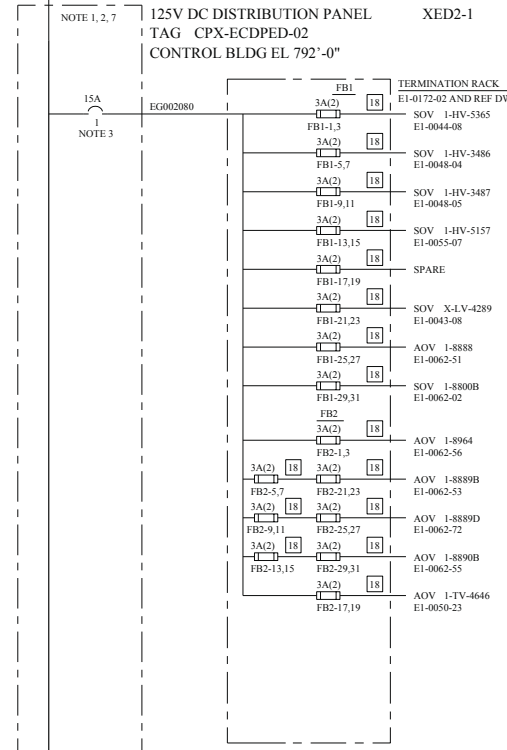 NOTE 1, 2, 7
125V DC DISTRIBUTION PANEL XED2-1
TAG CPX-ECDPED-02
CONTROL BLDG EL 792'-0"
FB1
TERMINATION RACK
E1-0172-02 AND REF DW
15A
1
NOTE 3
EG002080
3A(2) 18
FB1-1,3
SOV 1-HV-5365
E1-0044-08
3A(2) 18
FB1-5,7
SOV 1-HV-3486
E1-0048-04
3A(2) 18
FB1-9,11
SOV 1-HV-3487
E1-0048-05
3A(2) 18
FB1-13,15
SOV 1-HV-5157
E1-0055-07
3A(2) 18
FB1-17,19
SPARE
3A(2) 18
FB1-21,23
SOV X-LV-4289
E1-0043-08
3A(2) 18
FB1-25,27
AOV 1-8888
E1-0062-51
3A(2) 18
FB1-29,31
SOV 1-8800B
E1-0062-02
FB2
3A(2) 18
FB2-1,3
AOV 1-8964
E1-0062-56
3A(2) 18 3A(2) 18
FB2-5,7 FB2-21,23
AOV 1-8889B
E1-0062-53
3A(2) 18 3A(2) 18
FB2-9,11 FB2-25,27
AOV 1-8889D
E1-0062-72
3A(2) 18 3A(2) 18
FB2-13,15 FB2-29,31
AOV 1-8890B
E1-0062-55
3A(2) 18
FB2-17,19
AOV 1-TV-4646
E1-0050-23